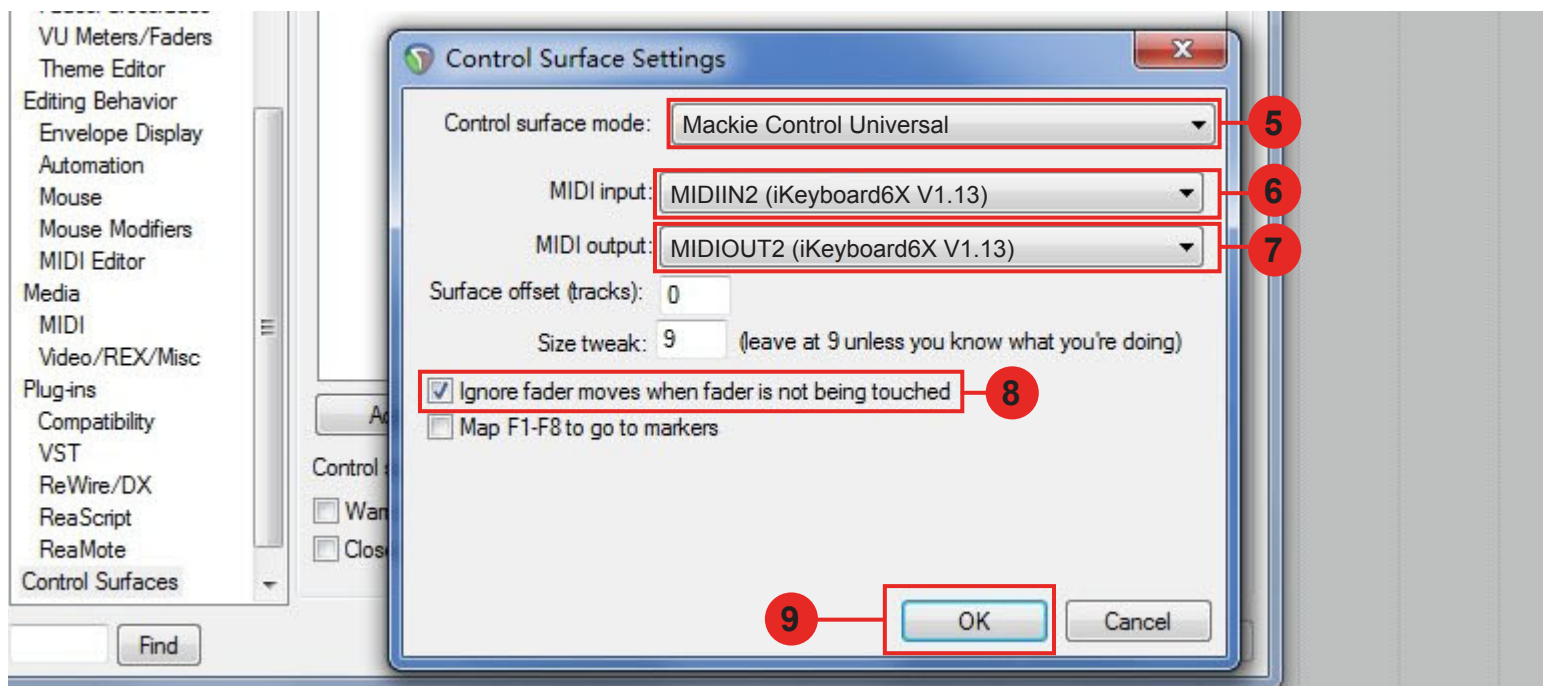 VU Meters/Faders
Theme Editor
Editing Behavior
Envelope Display
Automation
Mouse
Mouse Modifiers
MIDI Editor
Media
MIDI
Video/REX/Misc
Plug-ins
Compatibility
VST
ReWire/DX
ReaScript
ReaMote
Control Surfaces
Find
Control
Clos
Control Surface Settings
Control surface mode: Mackie Control Universal 5
MIDI input: MIDIIN2 (iKeyboard6X V1.13) 6
MIDI output: MIDIOUT2 (iKeyboard6X V1.13) 7
Surface offset (tracks): 0
Size tweak: 9 (leave at 9 unless you know what you're doing)
Ignore fader moves when fader is not being touched 8
Map F1-F8 to go to markers
9 OK Cancel